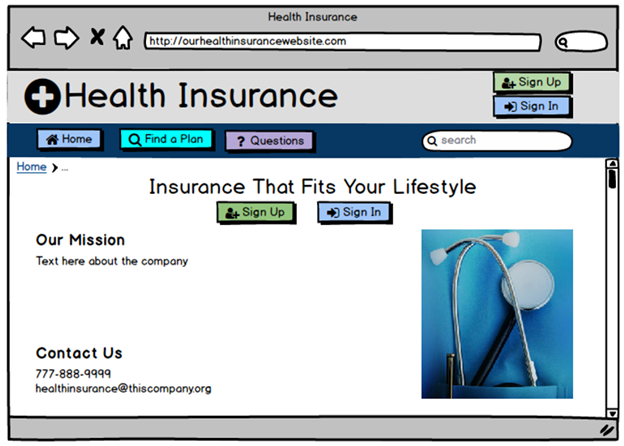 Health Insurance
http://ourhealthinsurancewebsite.com
Health Insurance
Sign Up
Sign In
Home
Find a Plan
? Questions
search
Home > ...
Insurance That Fits Your Lifestyle
Sign Up
Sign In
Our Mission
Text here about the company
Contact Us
777-888-9999
healthinsurance@thiscompany.org